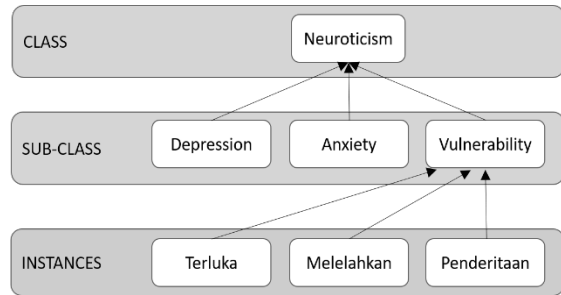 CLASS
Neuroticism
SUB-CLASS
Depression
Anxiety
Vulnerability
INSTANCES
Terluka
Melelahkan
Penderitaan